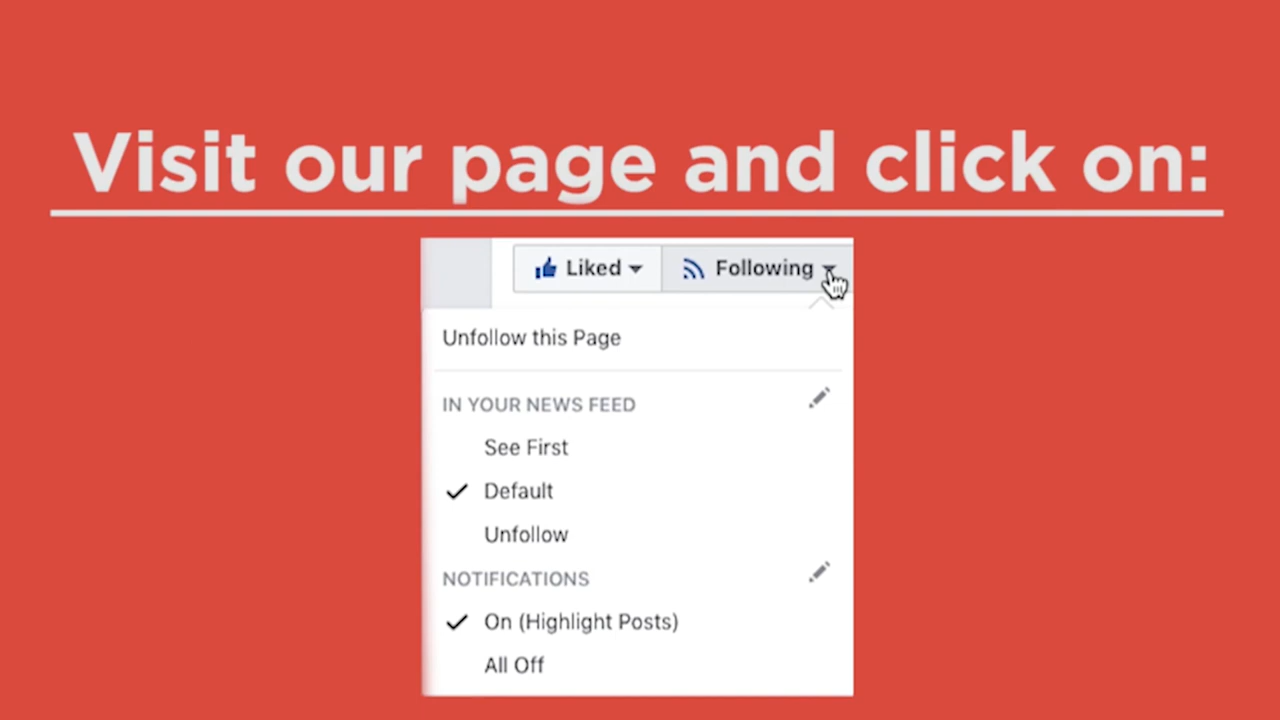 Visit our page and click on:
Liked Following
Unfollow this Page
IN YOUR NEWS FEED
See First
Default
Unfollow
NOTIFICATIONS
On (Highlight Posts)
All Off